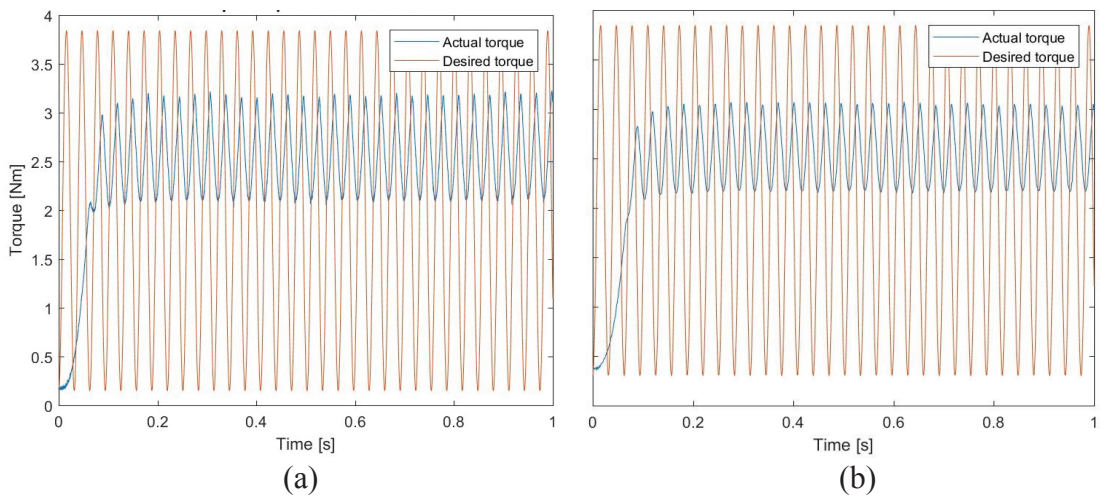 4
3.5
3
2.5
2
1.5
1
0.5
0
Torque [Nm]
Actual torque
Desired torque
0 0.2 0.4 0.6 0.8 1
Time [s]
(a)
Actual torque
Desired torque
0 0.2 0.4 0.6 0.8 1
Time [s]
(b)